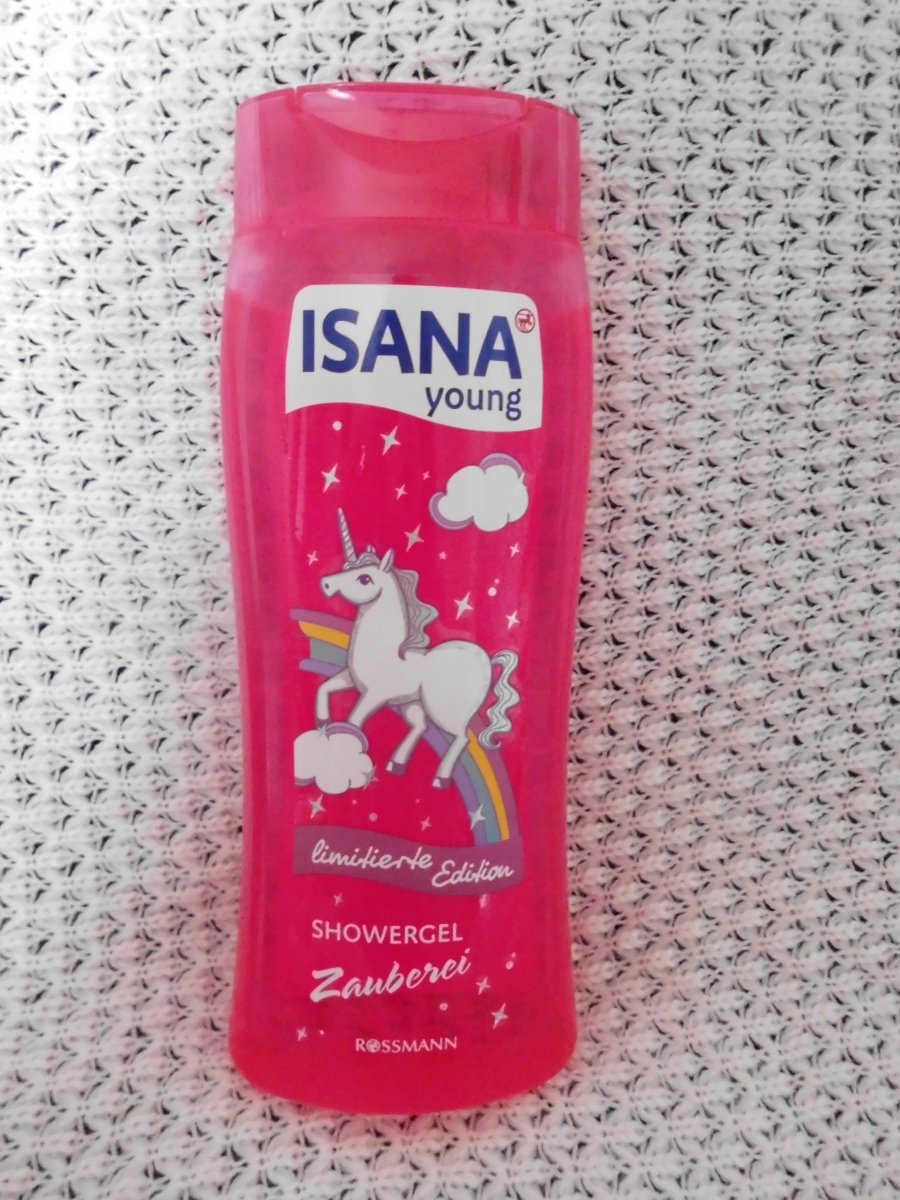 ISANA
young
limitierte Edition
SHOWERGEL
Zauberei
ROSSMANN